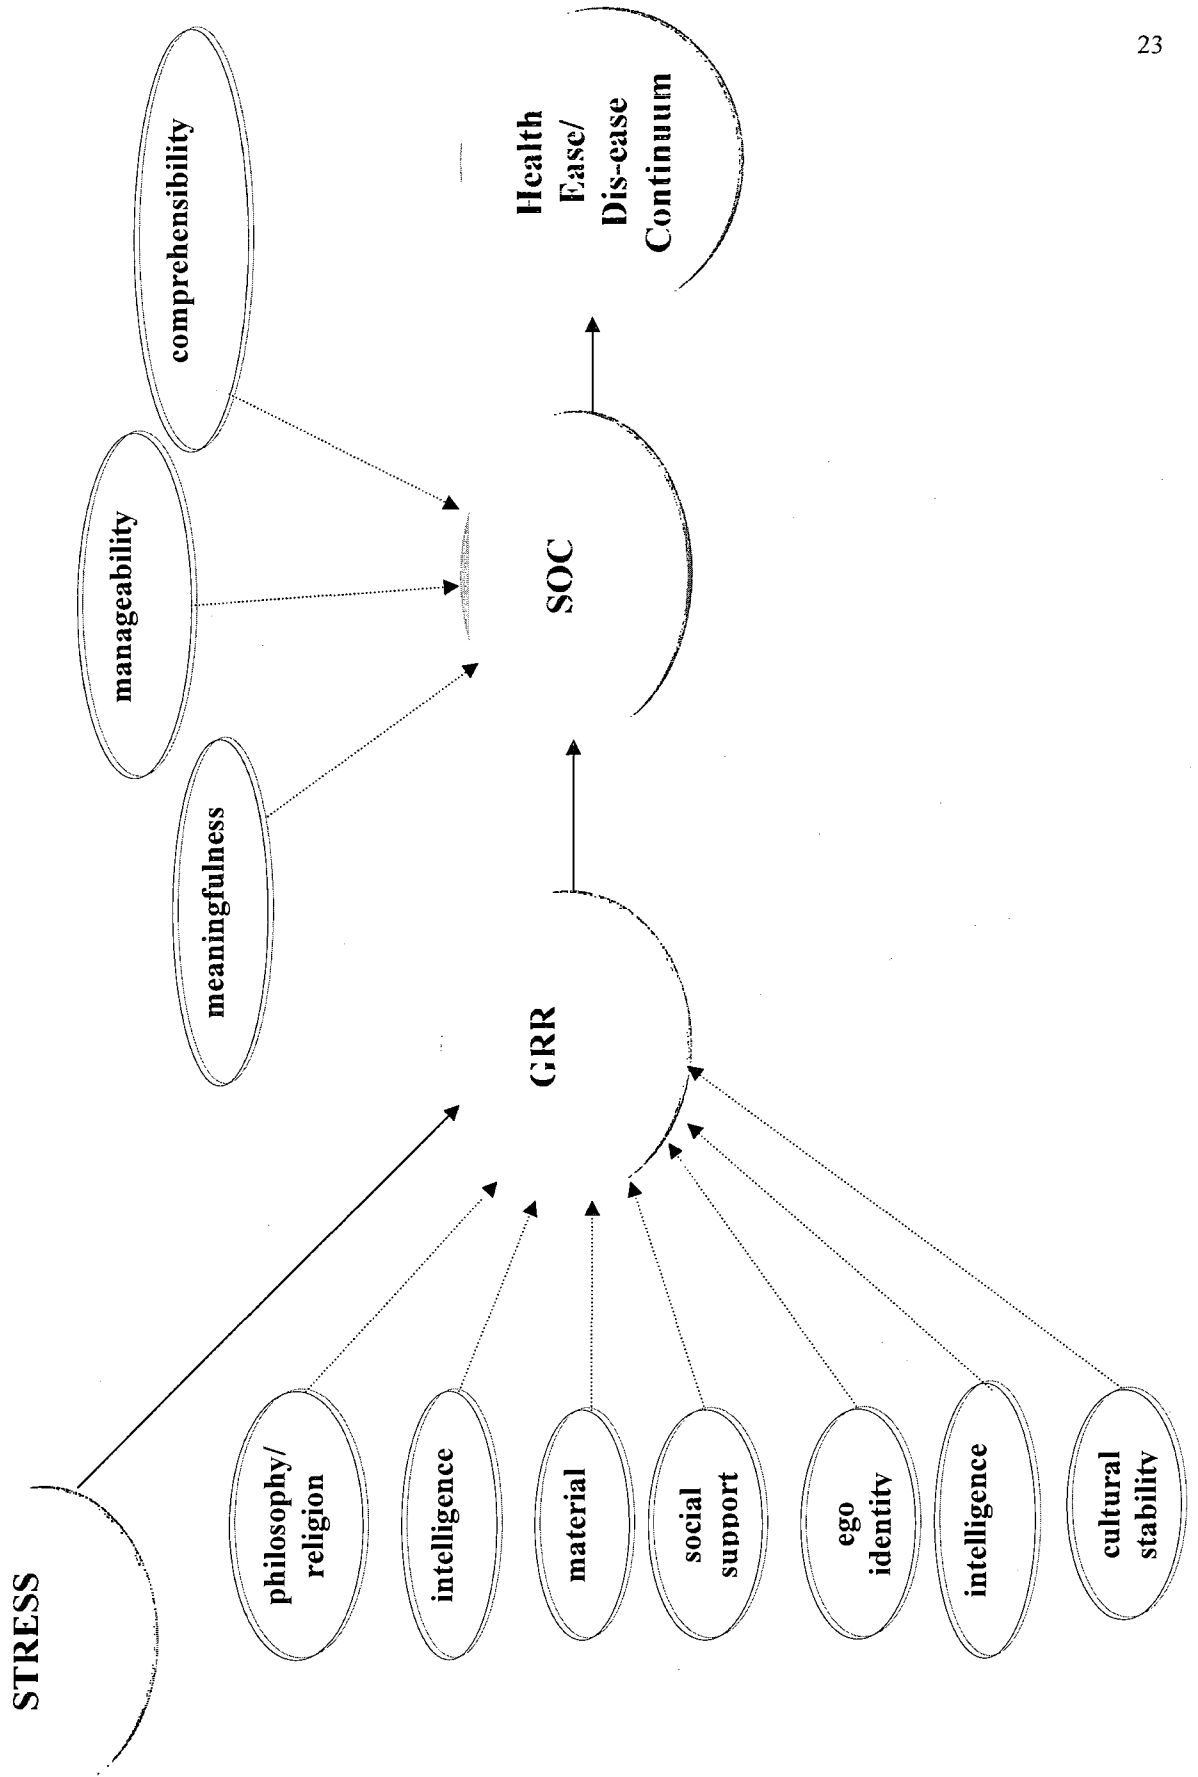 23
STRESS
philosophy/
religion
intelligence
material
social
support
ego
identity
intelligence
cultural
stability
GRR
meaningfulness
manageability
comprehensibility
SOC
Health
Ease/
Dis-ease
Continuum